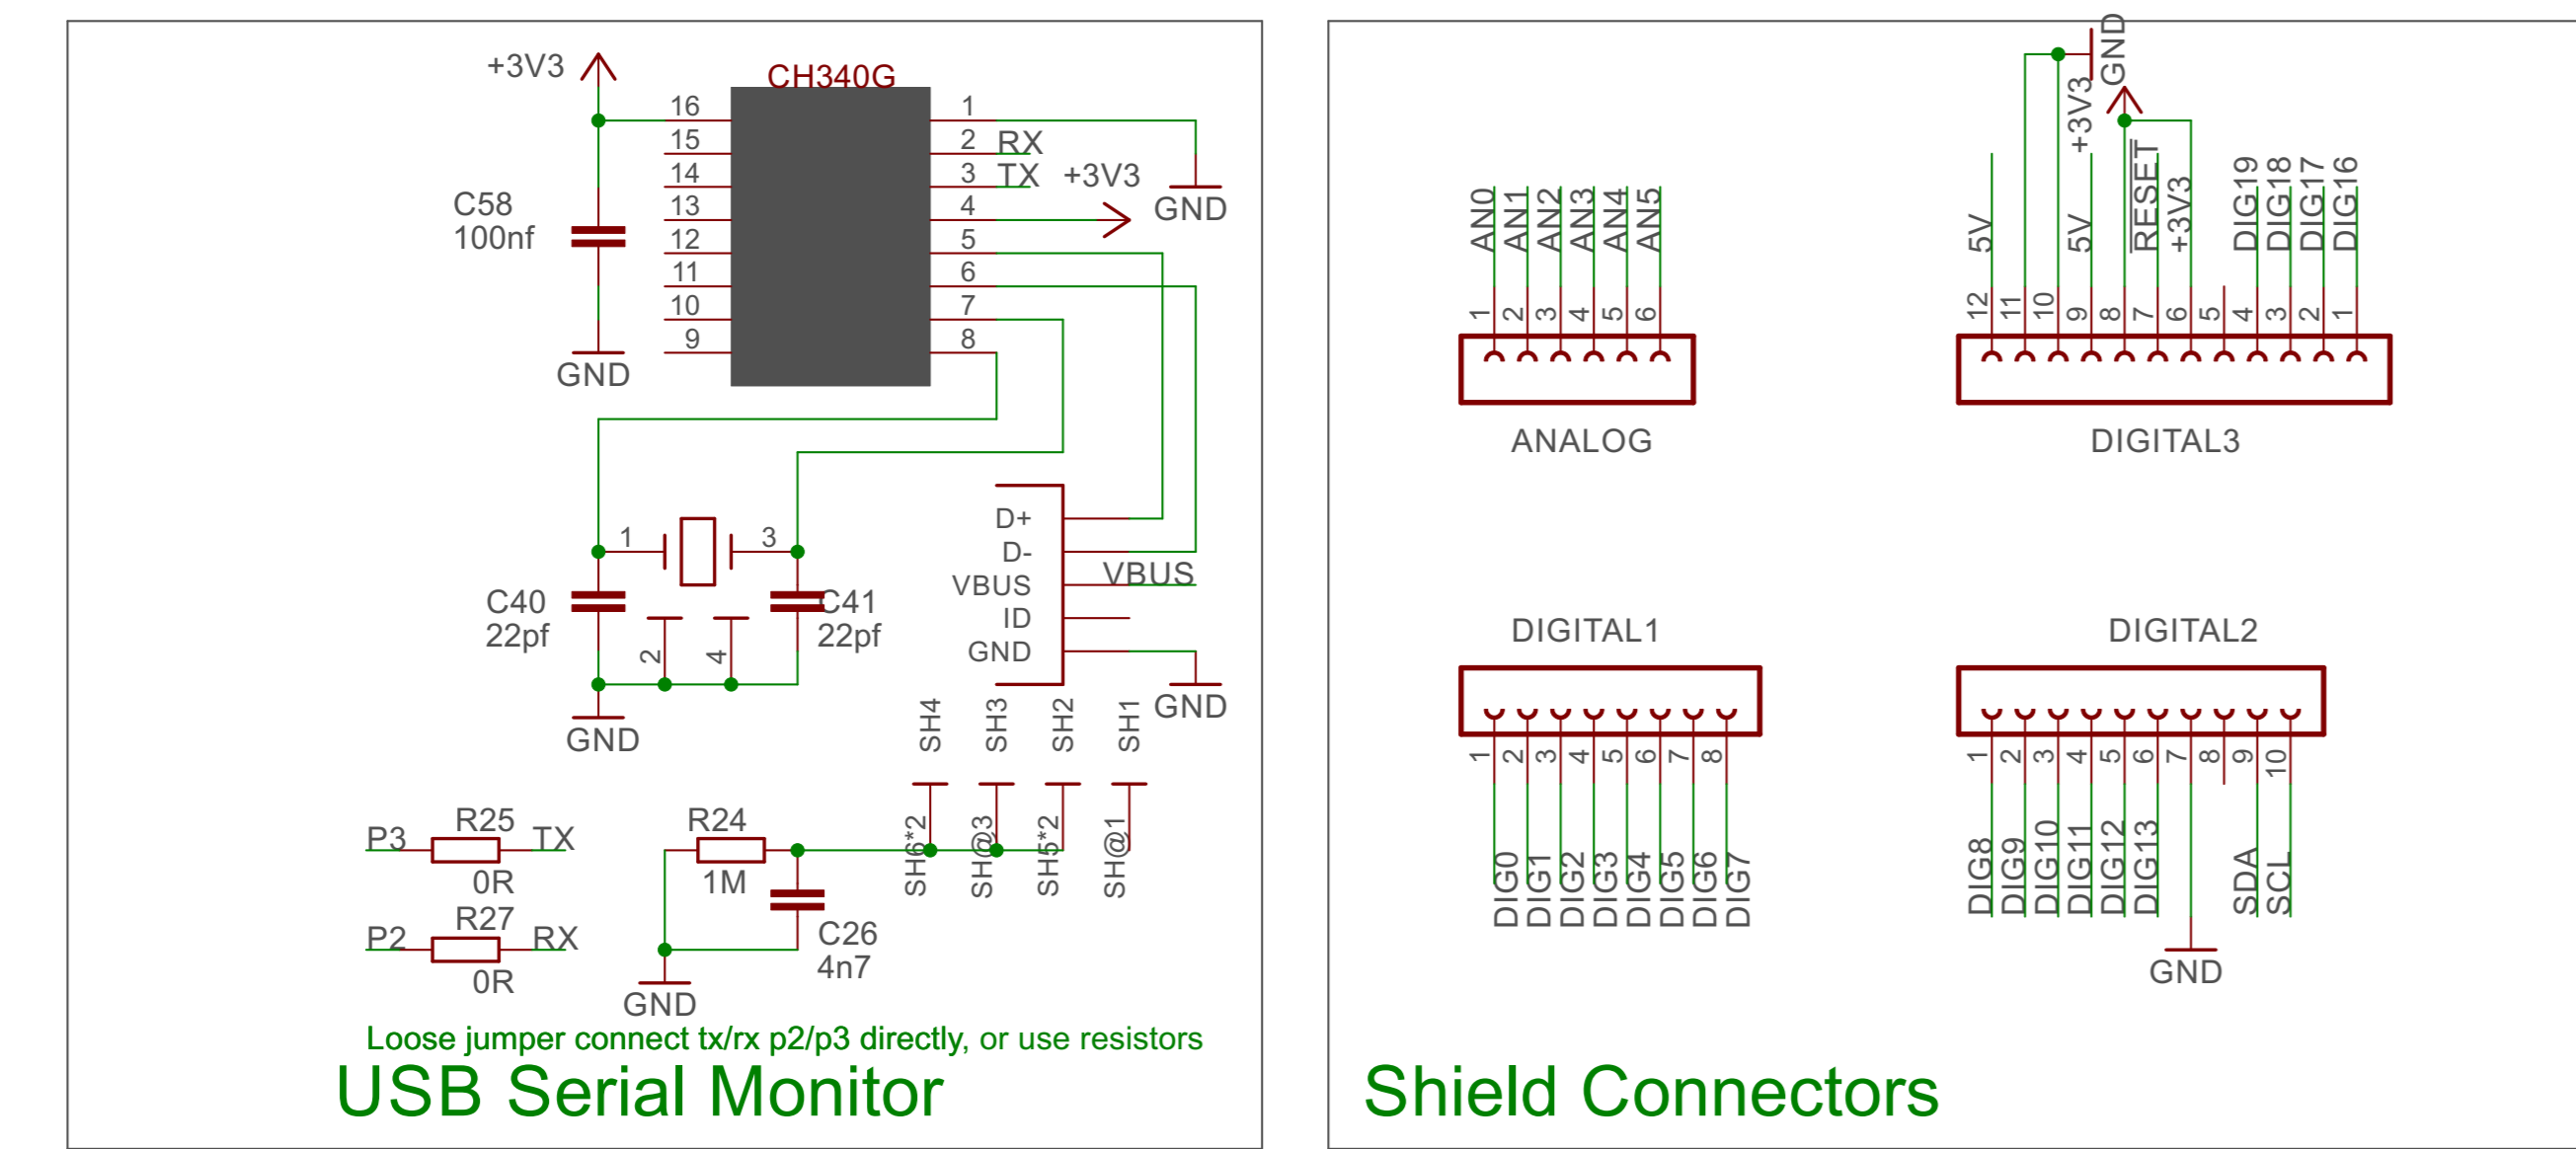 +3V3
CH340G
16
15
14
13
12
11
10
9
1
2
3
4
5
6
7
8
RX
TX
+3V3
GND
C58
100nf
GND
1
3
C40
22pf
2
4
C41
22pf
GND
D+
D-
VBUS
ID
GND
VBUS
GND
SH4
SH3
SH2
SH1
SH6*2
SH@3
SH5*2
SH@1
P3
R25
TX
0R
P2
R27
RX
0R
R24
1M
C26
4n7
GND
Loose jumper connect tx/rx p2/p3 directly, or use resistors
USB Serial Monitor
AN0
AN1
AN2
AN3
AN4
AN5
1
2
3
4
5
6
ANALOG
GND
+3V3
5V
5V
RESET
+3V3
DIG19
DIG18
DIG17
DIG16
12
11
10
9
8
7
6
5
4
3
2
1
DIGITAL3
DIGITAL1
1
2
3
4
5
6
7
8
DIG0
DIG1
DIG2
DIG3
DIG4
DIG5
DIG6
DIG7
DIGITAL2
1
2
3
4
5
6
7
8
9
10
DIG8
DIG9
DIG10
DIG11
DIG12
DIG13
SDA
SCL
GND
Shield Connectors